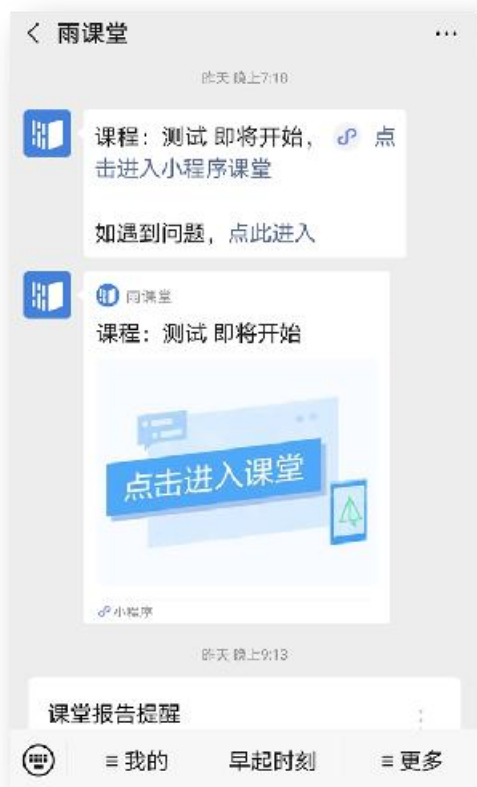 雨课堂
昨天 晚上7:18
课程：测试 即将开始， 点
击进入小程序课堂
如遇到问题，点此进入
雨课堂
课程：测试 即将开始
点击进入课堂
小程序
昨天 晚上9:13
课堂报告提醒
≡ 我的 早起时刻 ≡ 更多